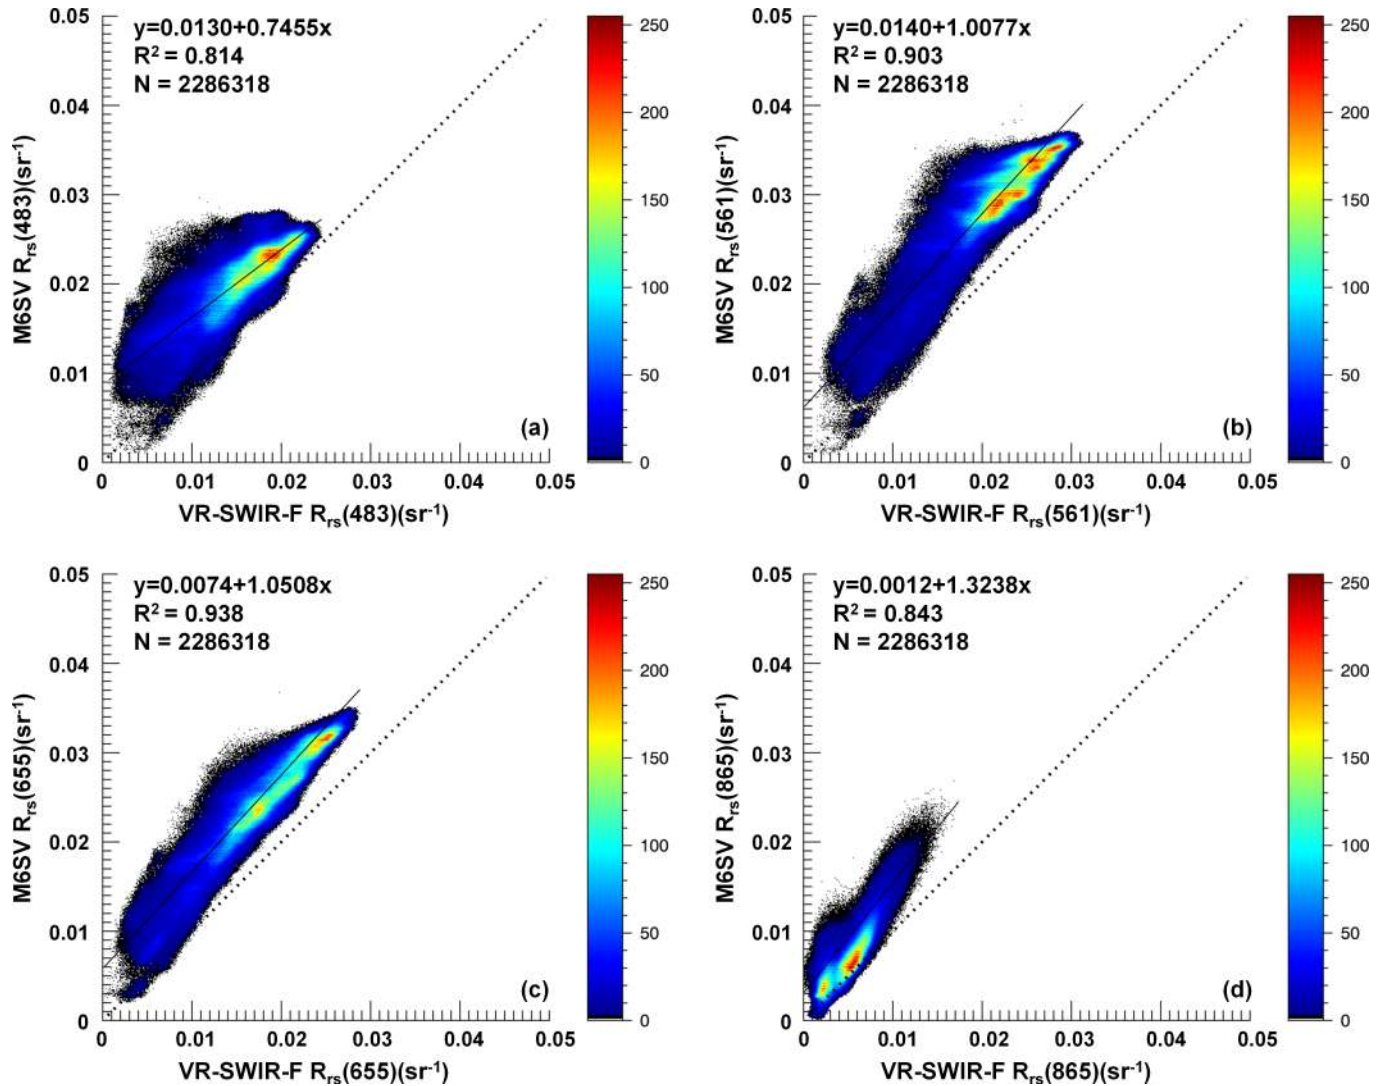 0.05
y=0.0130+0.7455x
R² = 0.814
N = 2286318
0.04
0.03
0.02
0.01
0
M6SV Rrs(483)(sr⁻¹)
(a)
0 0.01 0.02 0.03 0.04 0.05
VR-SWIR-F Rrs(483)(sr⁻¹)
250
200
150
100
50
0
0.05
y=0.0140+1.0077x
R² = 0.903
N = 2286318
0.04
0.03
0.02
0.01
0
M6SV Rrs(561)(sr⁻¹)
(b)
0 0.01 0.02 0.03 0.04 0.05
VR-SWIR-F Rrs(561)(sr⁻¹)
250
200
150
100
50
0
0.05
y=0.0074+1.0508x
R² = 0.938
N = 2286318
0.04
0.03
0.02
0.01
0
M6SV Rrs(655)(sr⁻¹)
(c)
0 0.01 0.02 0.03 0.04 0.05
VR-SWIR-F Rrs(655)(sr⁻¹)
250
200
150
100
50
0
0.05
y=0.0012+1.3238x
R² = 0.843
N = 2286318
0.04
0.03
0.02
0.01
0
M6SV Rrs(865)(sr⁻¹)
(d)
0 0.01 0.02 0.03 0.04 0.05
VR-SWIR-F Rrs(865)(sr⁻¹)
250
200
150
100
50
0